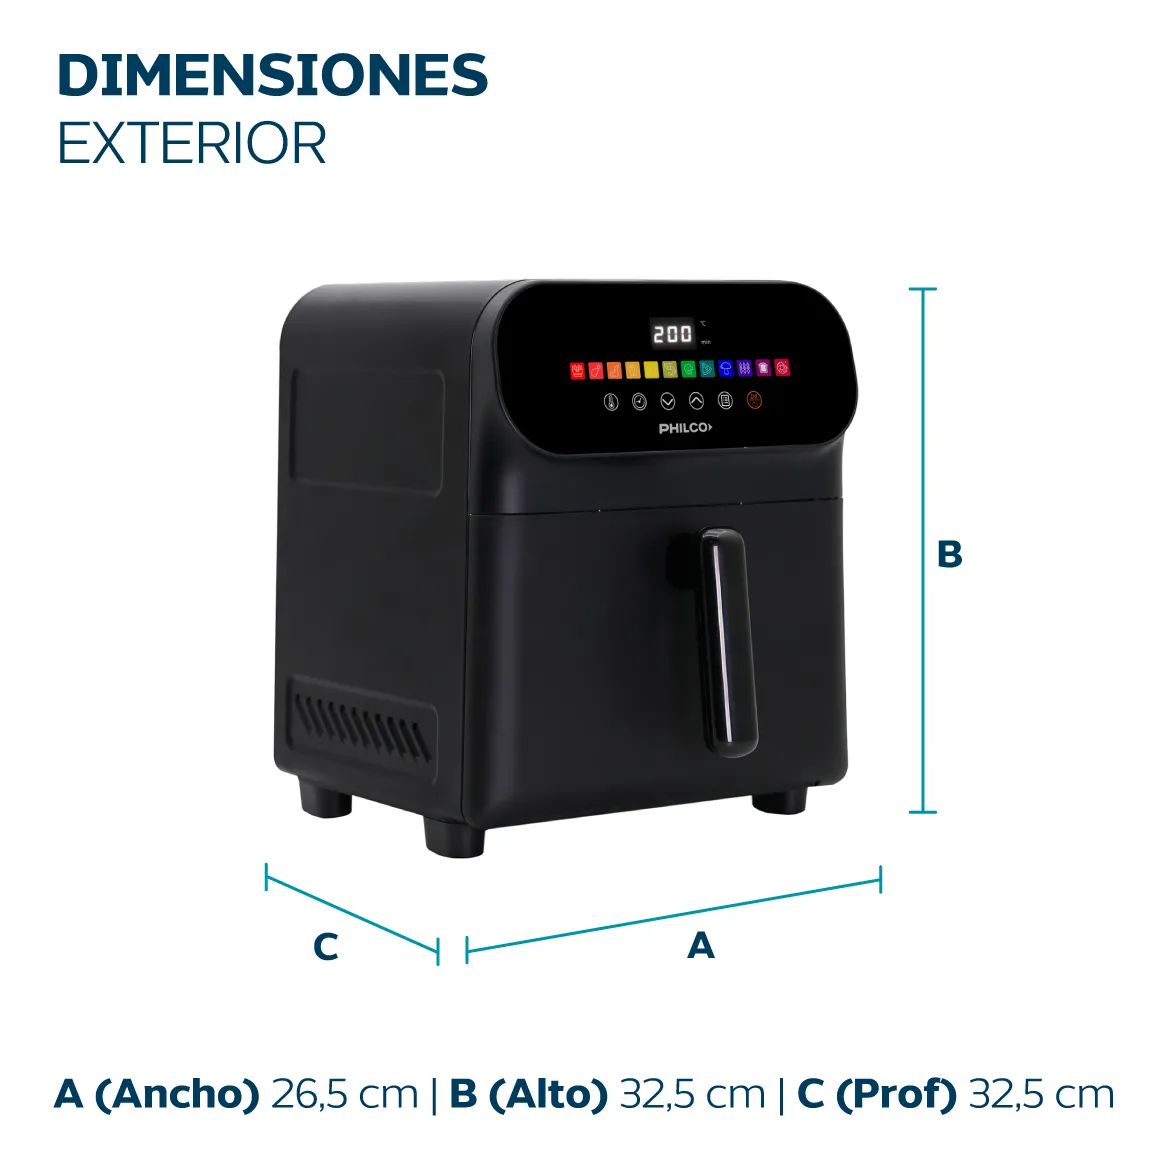 DIMENSIONES
EXTERIOR
200
°C
min
PHILCO
B
C
A
A (Ancho) 26,5 cm | B (Alto) 32,5 cm | C (Prof) 32,5 cm